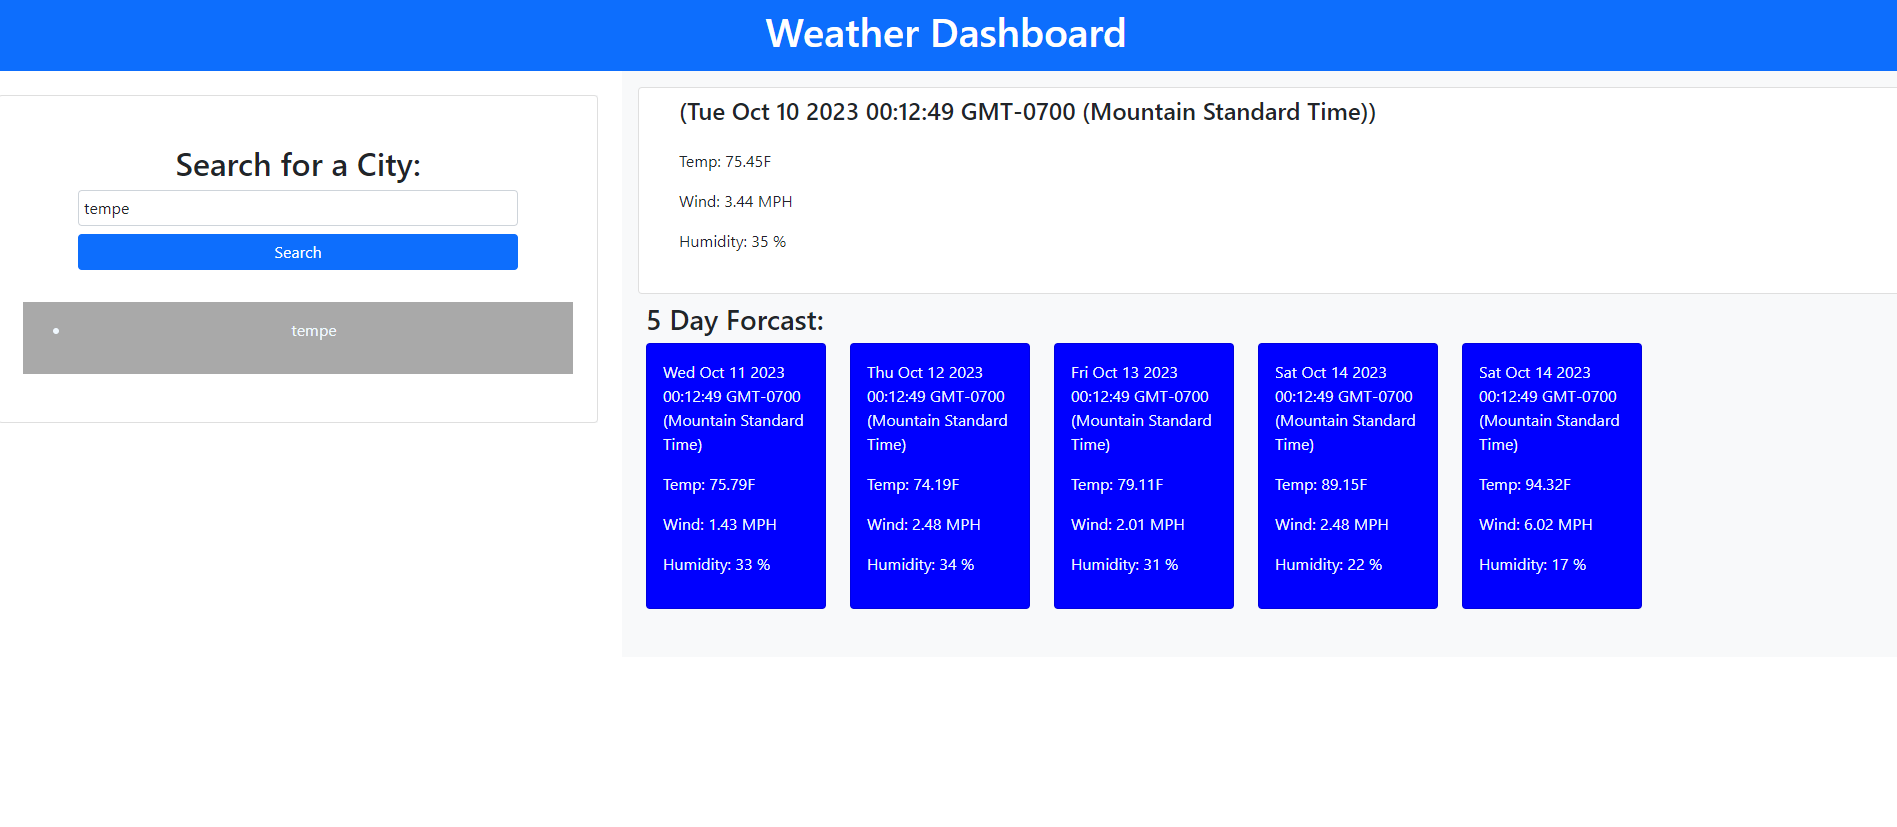 Weather Dashboard
Search for a City:
tempe
Search
tempe
(Tue Oct 10 2023 00:12:49 GMT-0700 (Mountain Standard Time))
Temp: 75.45F
Wind: 3.44 MPH
Humidity: 35 %
5 Day Forcast:
Wed Oct 11 2023
00:12:49 GMT-0700
(Mountain Standard
Time)
Temp: 75.79F
Wind: 1.43 MPH
Humidity: 33 %
Thu Oct 12 2023
00:12:49 GMT-0700
(Mountain Standard
Time)
Temp: 74.19F
Wind: 2.48 MPH
Humidity: 34 %
Fri Oct 13 2023
00:12:49 GMT-0700
(Mountain Standard
Time)
Temp: 79.11F
Wind: 2.01 MPH
Humidity: 31 %
Sat Oct 14 2023
00:12:49 GMT-0700
(Mountain Standard
Time)
Temp: 89.15F
Wind: 2.48 MPH
Humidity: 22 %
Sat Oct 14 2023
00:12:49 GMT-0700
(Mountain Standard
Time)
Temp: 94.32F
Wind: 6.02 MPH
Humidity: 17 %